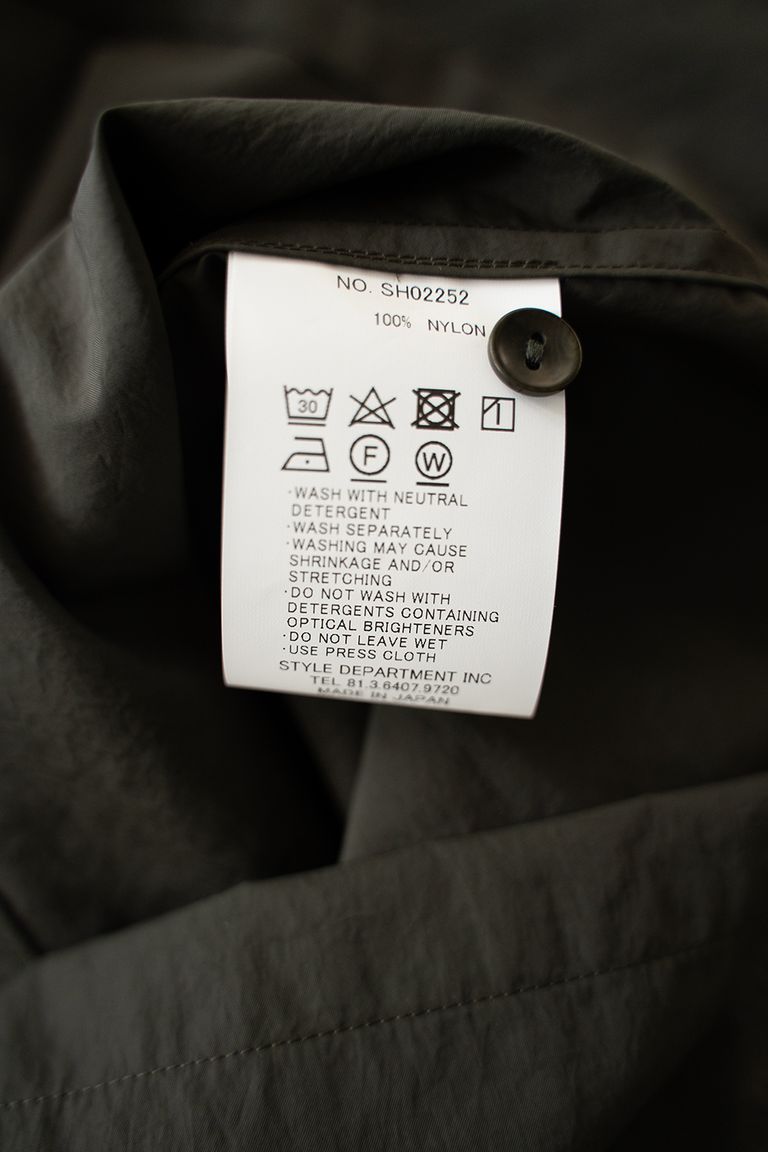 NO. SH02252
100% NYLON
30
F W
·WASH WITH NEUTRAL
DETERGENT
·WASH SEPARATELY
·WASHING MAY CAUSE
SHRINKAGE AND/OR
STRETCHING
·DO NOT WASH WITH
DETERGENTS CONTAINING
OPTICAL BRIGHTENERS
·DO NOT LEAVE WET
·USE PRESS CLOTH
STYLE DEPARTMENT INC
TEL 81.3.6407.9720
MADE IN JAPAN